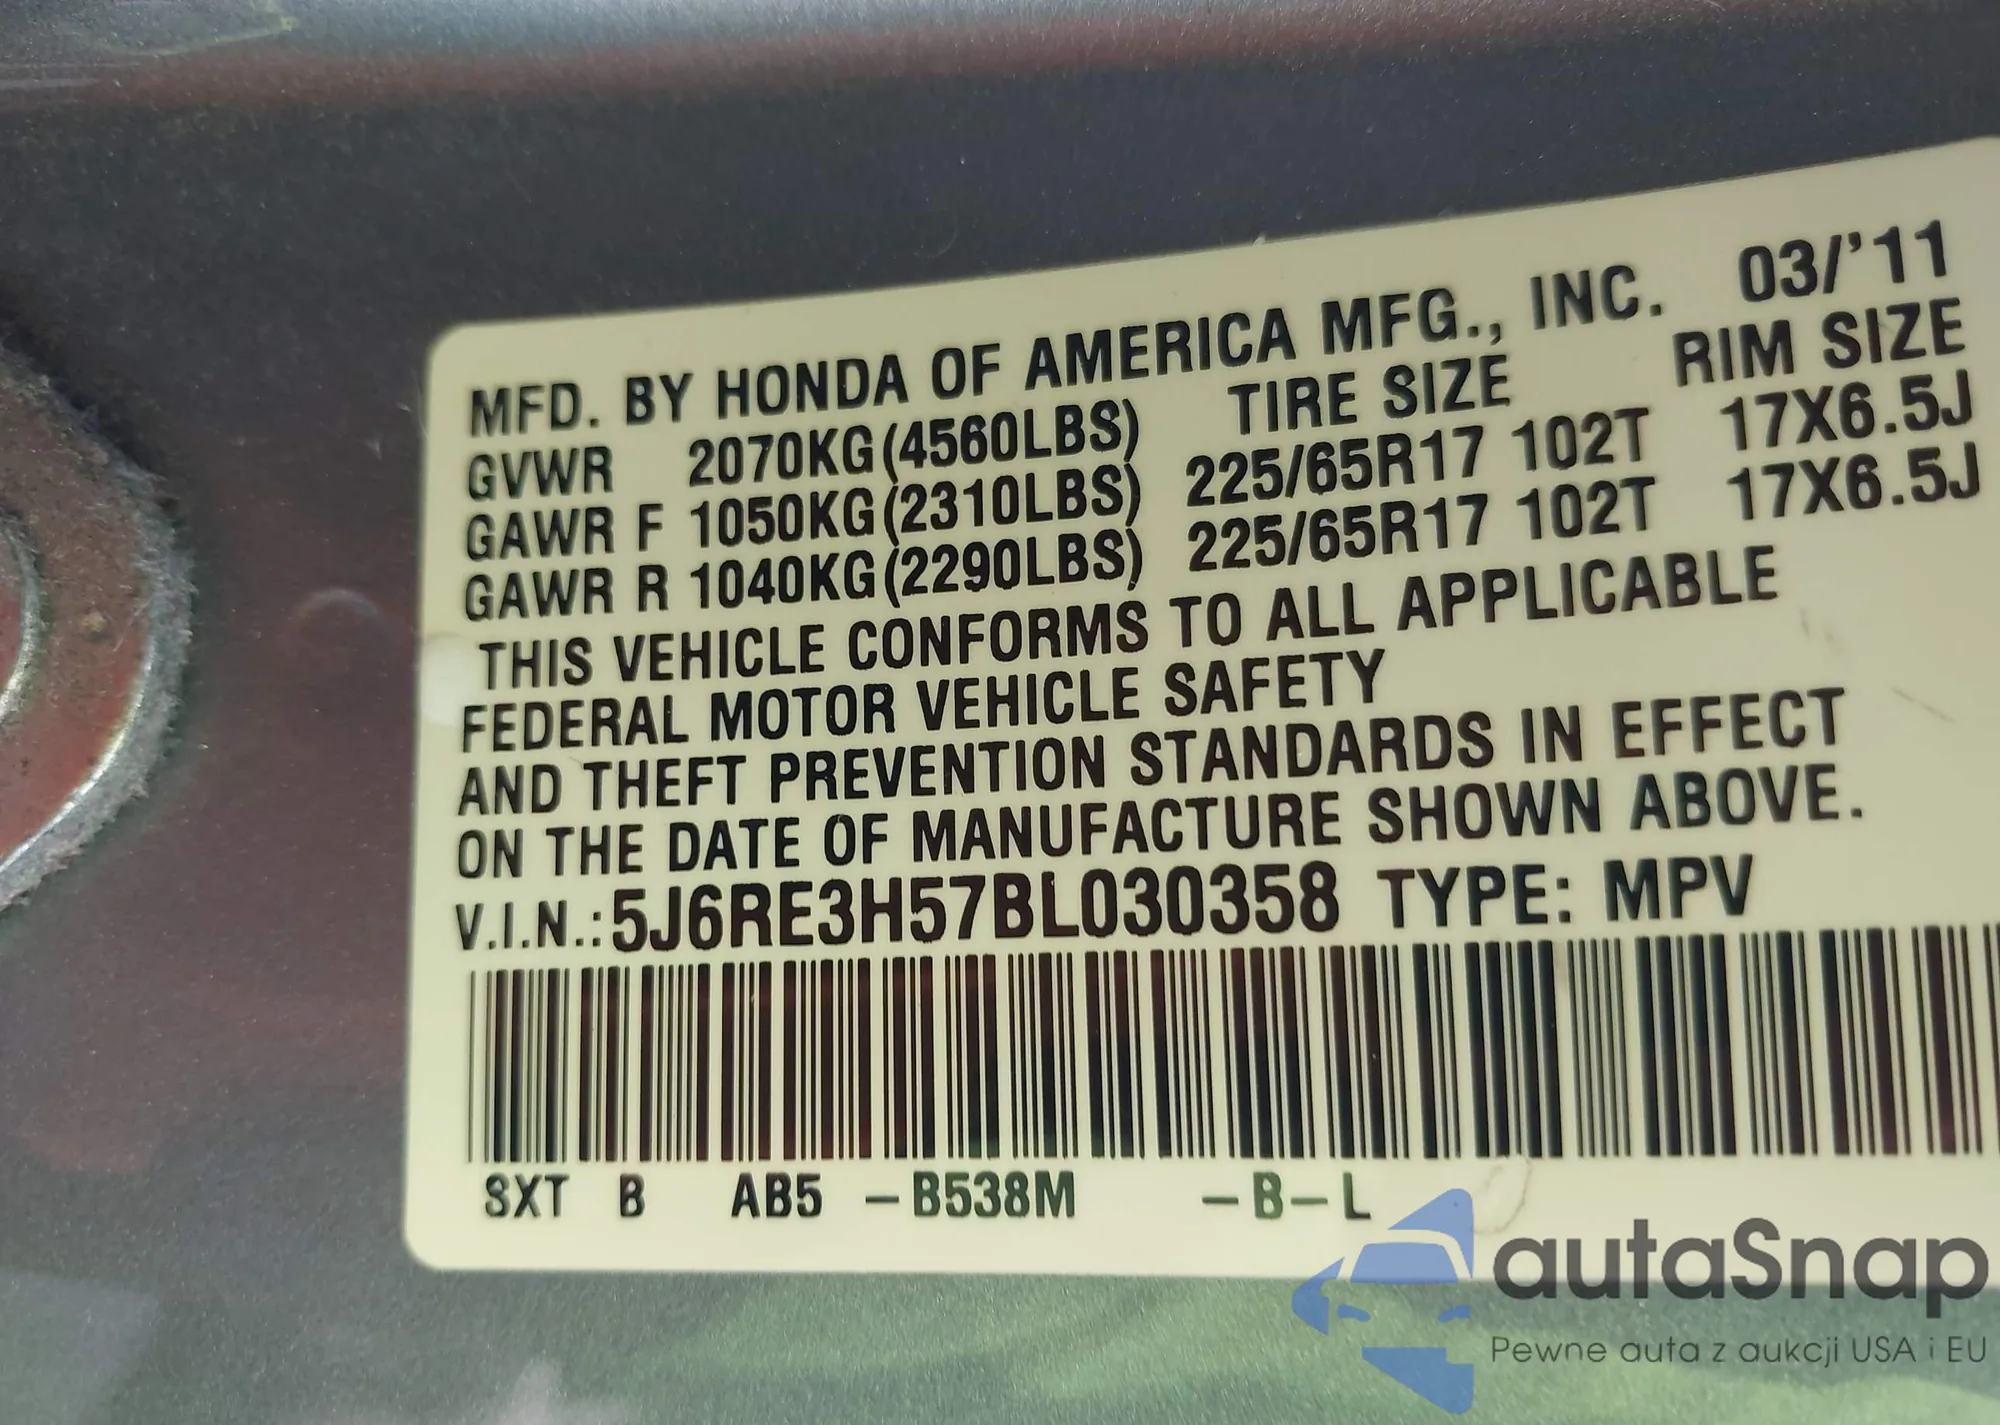 MFD. BY HONDA OF AMERICA MFG., INC. 03/'11
GVWR 2070KG(4560LBS) TIRE SIZE RIM SIZE
GAWR F 1050KG(2310LBS) 225/65R17 102T 17X6.5J
GAWR R 1040KG(2290LBS) 225/65R17 102T 17X6.5J
THIS VEHICLE CONFORMS TO ALL APPLICABLE
FEDERAL MOTOR VEHICLE SAFETY
AND THEFT PREVENTION STANDARDS IN EFFECT
ON THE DATE OF MANUFACTURE SHOWN ABOVE.
V.I.N.:5J6RE3H57BL030358 TYPE: MPV
SXT B AB5 –B538M –B–L
autaSnap
Pewne auta z aukcji USA i EU